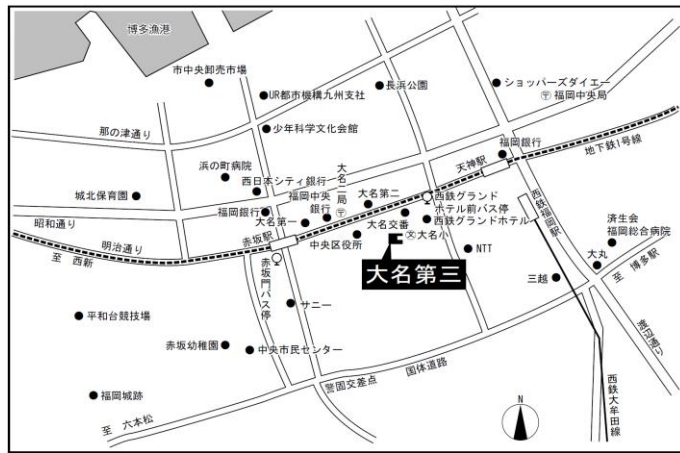 博多漁港
市中央卸売市場
UR都市機構九州支社
長浜公園
ショッパーズダイエー
〒福岡中央局
那の津通り
少年科学文化会館
福岡銀行
地下鉄1号線
天神駅
浜の町病院
西日本シティ銀行
大名二局
〒
城北保育園
福岡中央
銀行
大名第二
西鉄グランド
ホテル前バス停
西鉄福岡駅
昭和通り
福岡銀行
大名第一
大名交番
西鉄グランドホテル
済生会
福岡総合病院
明治通り
赤坂駅
中央区役所
文大名小
NTT
大丸
至 西新
赤坂門バス停
大名第三
三越
至 博多駅
平和台競技場
サニー
赤坂幼稚園
中央市民センター
渡辺通り
国体道路
福岡城跡
警固交差点
西鉄大牟田線
至 六本松
N